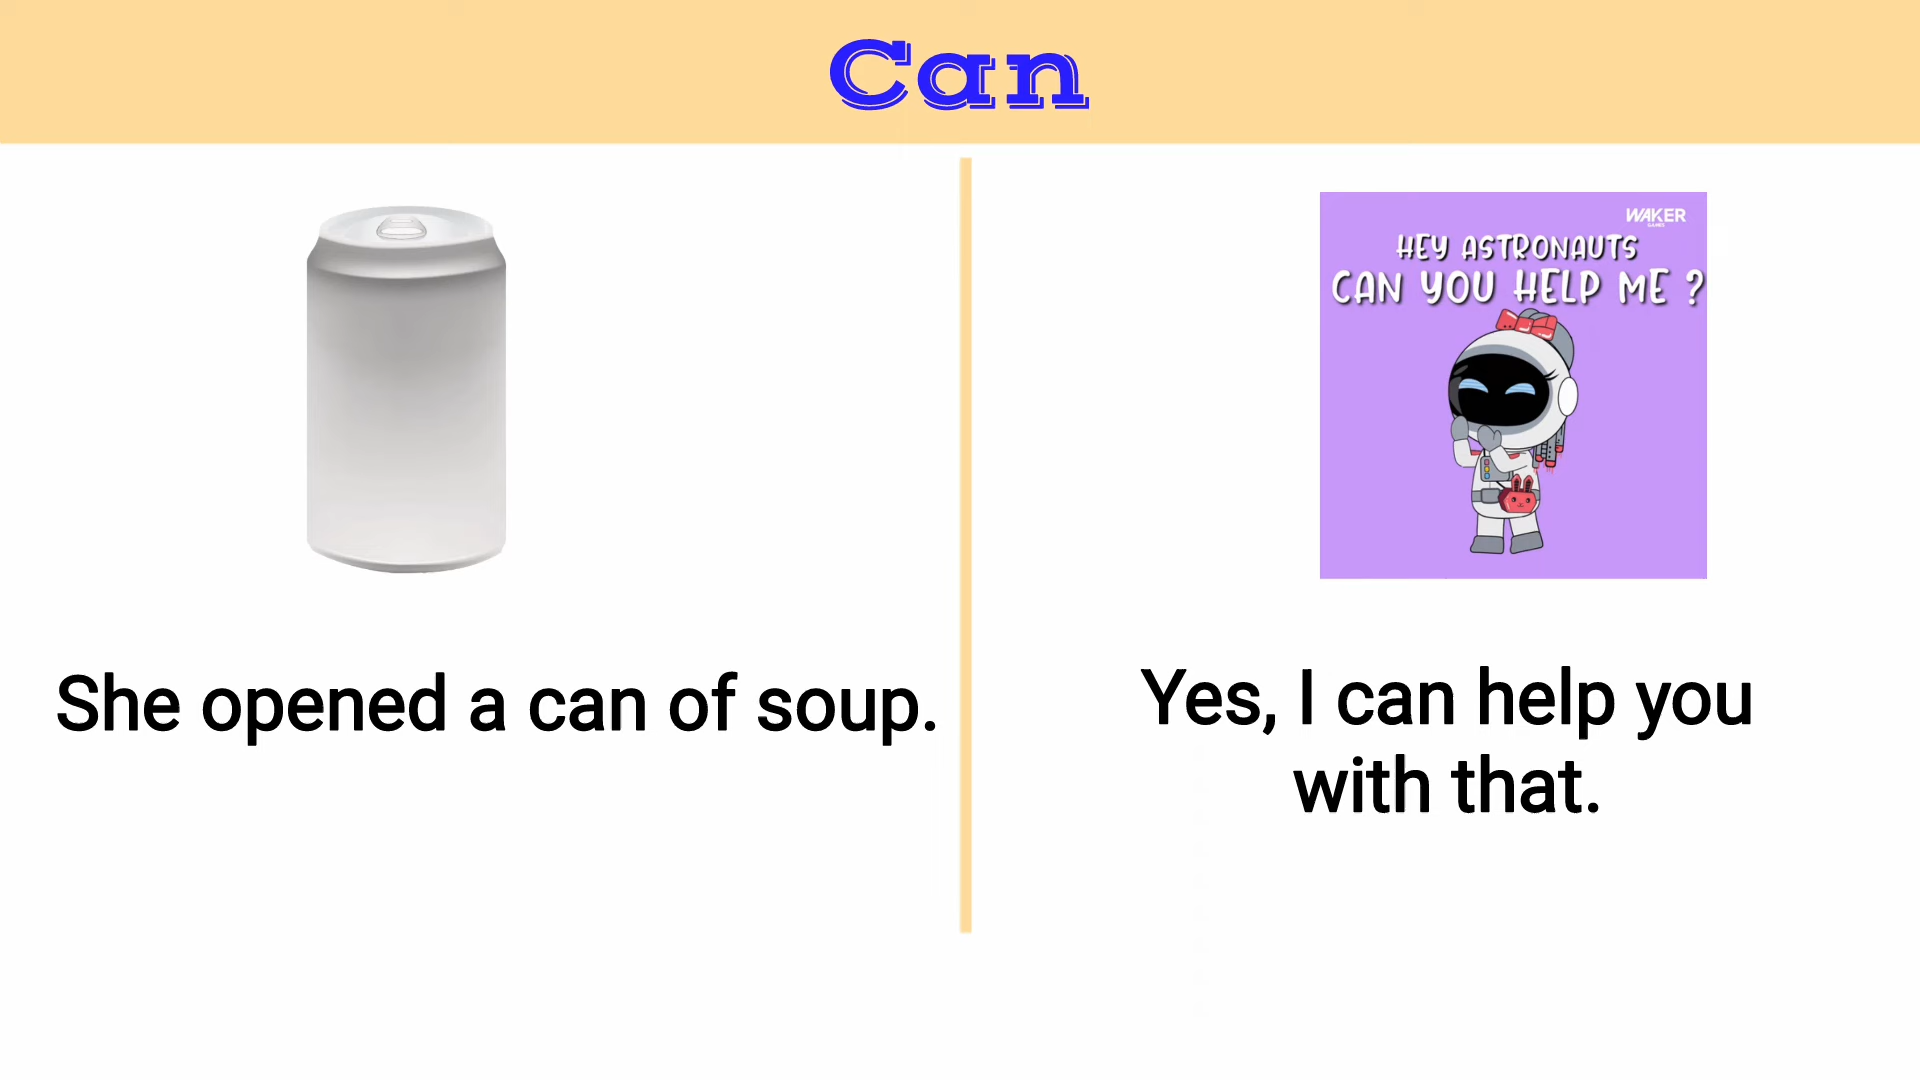 Can
WAKER
GAMES
HEY ASTRONAUTS
CAN YOU HELP ME ?
She opened a can of soup.
Yes, I can help you
with that.